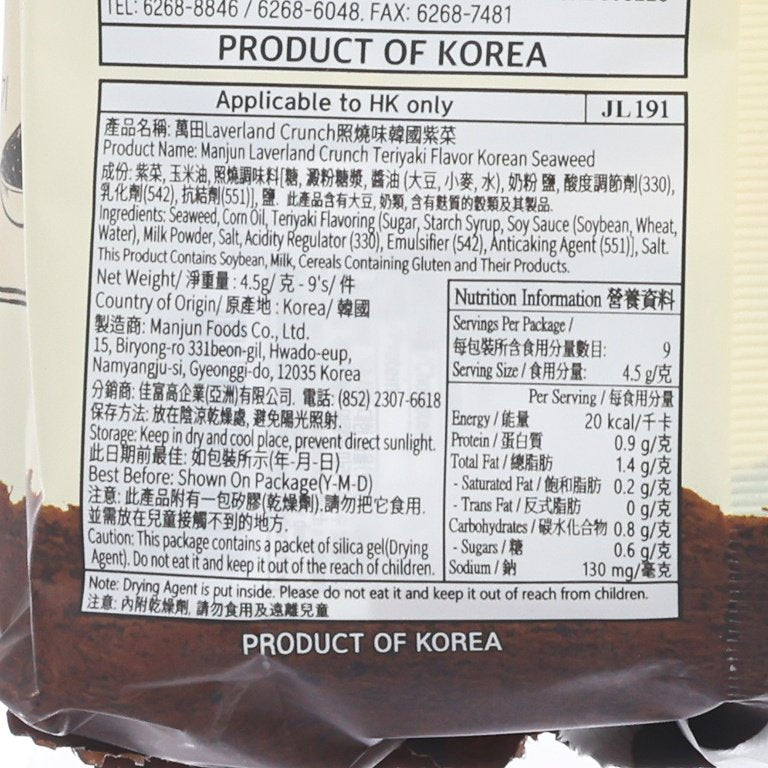 TEL: 6268-8846 / 6268-6048. FAX: 6268-7481
PRODUCT OF KOREA
Applicable to HK only
JL191
產品名稱: 萬田Laverland Crunch照燒味韓國紫菜
Product Name: Manjun Laverland Crunch Teriyaki Flavor Korean Seaweed
成份: 紫菜, 玉米油, 照燒調味料[糖, 澱粉糖漿, 醬油 (大豆, 小麥, 水), 奶粉 鹽, 酸度調節劑(330),
乳化劑(542), 抗結劑(551)], 鹽. 此產品含有大豆, 奶類, 含有麩質的穀類及其製品.
Ingredients: Seaweed, Corn Oil, Teriyaki Flavoring (Sugar, Starch Syrup, Soy Sauce (Soybean, Wheat,
Water), Milk Powder, Salt, Acidity Regulator (330), Emulsifier (542), Anticaking Agent (551)], Salt.
This Product Contains Soybean, Milk, Cereals Containing Gluten and Their Products.
Net Weight/ 淨重量 : 4.5g/ 克 - 9's/ 件
Country of Origin/ 原產地 : Korea/ 韓國
製造商: Manjun Foods Co., Ltd.
15, Biryong-ro 331beon-gil, Hwado-eup,
Namyangju-si, Gyeonggi-do, 12035 Korea
分銷商: 佳富高企業(亞洲)有限公司. 電話: (852) 2307-6618
保存方法: 放在陰涼乾燥處, 避免陽光照射.
Storage: Keep in dry and cool place, prevent direct sunlight.
此日期前最佳: 如包裝所示(年-月-日)
Best Before: Shown On Package(Y-M-D)
注意: 此產品附有一包矽膠(乾燥劑).請勿把它食用.
並需放在兒童接觸不到的地方.
Caution: This package contains a packet of silica gel(Drying
Agent). Do not eat it and keep it out of the reach of children.
Nutrition Information 營養資料
Servings Per Package /
每包裝所含食用分量數目: 9
Serving Size / 食用分量: 4.5 g/克
Per Serving / 每食用分量
Energy / 能量 20 kcal/千卡
Protein / 蛋白質 0.9 g/克
Total Fat / 總脂肪 1.4 g/克
- Saturated Fat / 飽和脂肪 0.2 g/克
- Trans Fat / 反式脂肪 0 g/克
Carbohydrates / 碳水化合物 0.8 g/克
- Sugars / 糖 0.6 g/克
Sodium / 鈉 130 mg/毫克
Note: Drying Agent is put inside. Please do not eat it and keep it out of reach from children.
注意: 內附乾燥劑, 請勿食用及遠離兒童
PRODUCT OF KOREA